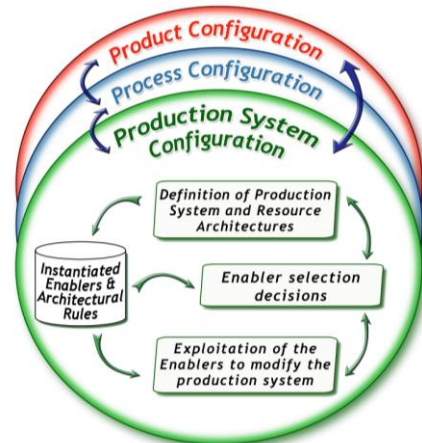 Product Configuration
Process Configuration
Production System
Configuration
Definition of Production
System and Resource
Architectures
Instantiated
Enablers &
Architectural
Rules
Enabler selection
decisions
Exploitation of the
Enablers to modify the
production system